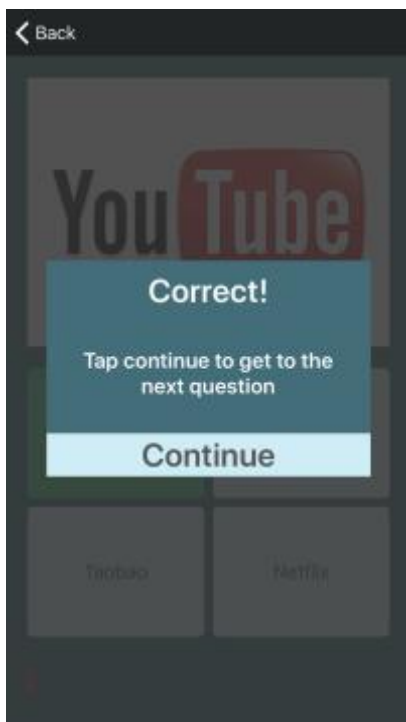 Back
YouTube
Correct!
Tap continue to get to the
next question
Continue
Taobao
Netflix